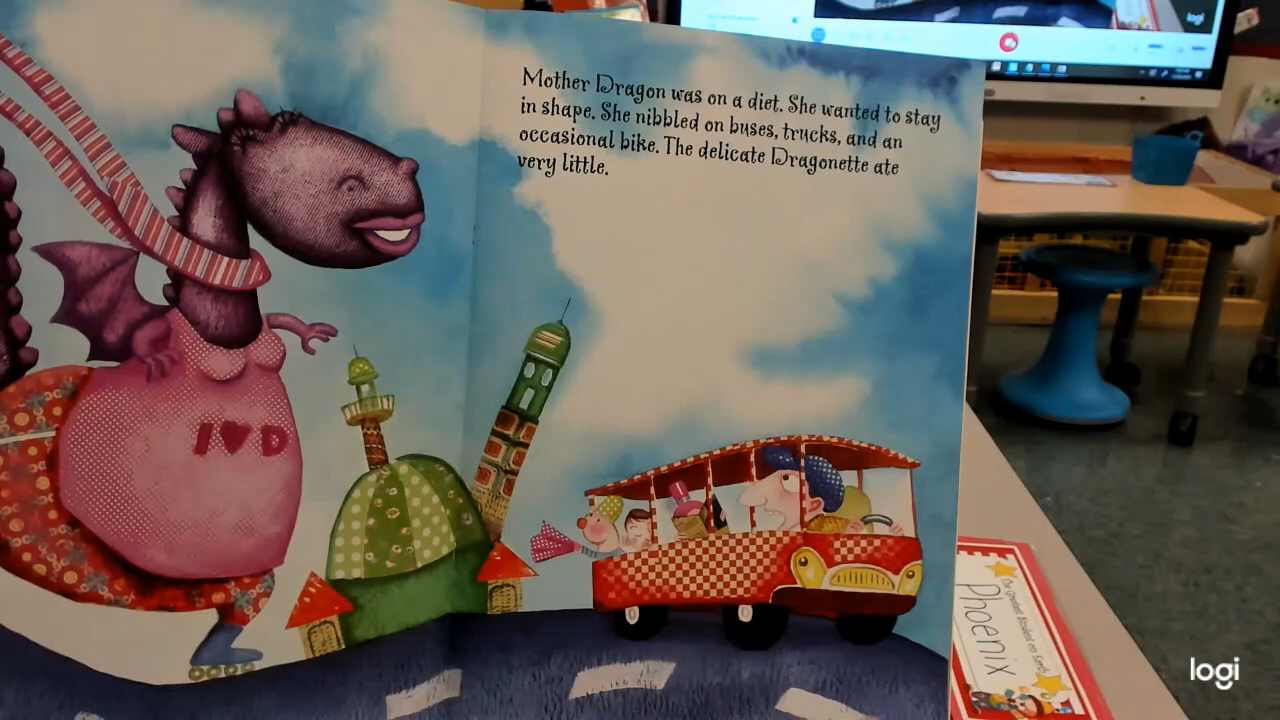 Mother Dragon was on a diet. She wanted to stay
in shape. She nibbled on buses, trucks, and an
occasional bike. The delicate Dragonette ate
very little.
I ♥ D
logi
Phoenix
logi